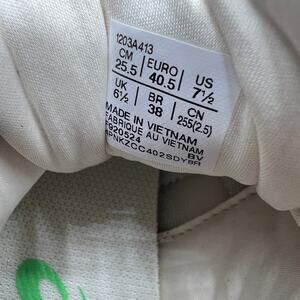 1203A413
CM EURO US
25.5 40.5 7½
UK BR CN
6½ 38 255(2.5)
MADE IN VIETNAM
FABRIQUE AU VIETNAM
BV